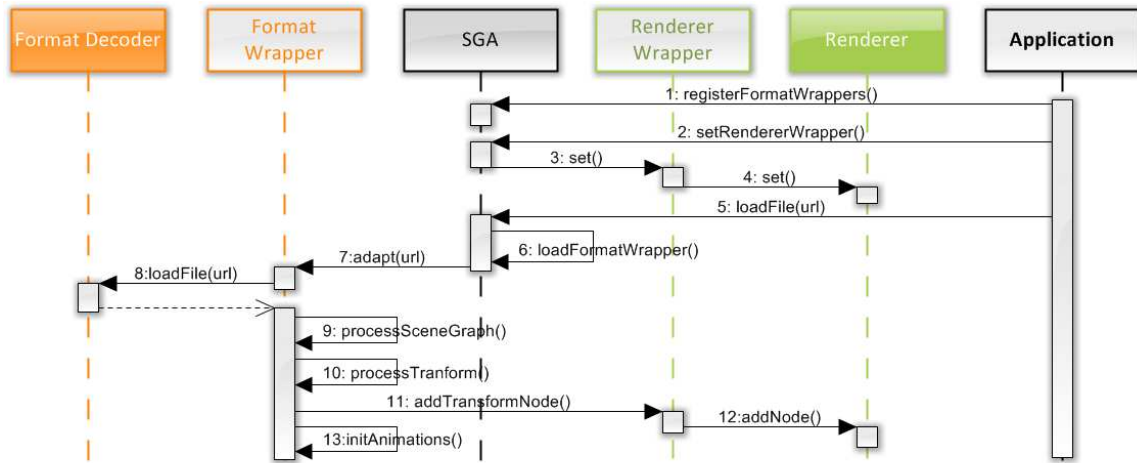 Format Decoder
Format
Wrapper
SGA
Renderer
Wrapper
Renderer
Application
1: registerFormatWrappers()
2: setRendererWrapper()
3: set()
4: set()
5: loadFile(url)
6: loadFormatWrapper()
7:adapt(url)
8:loadFile(url)
9: processSceneGraph()
10: processTranform()
11: addTransformNode()
12:addNode()
13:initAnimations()